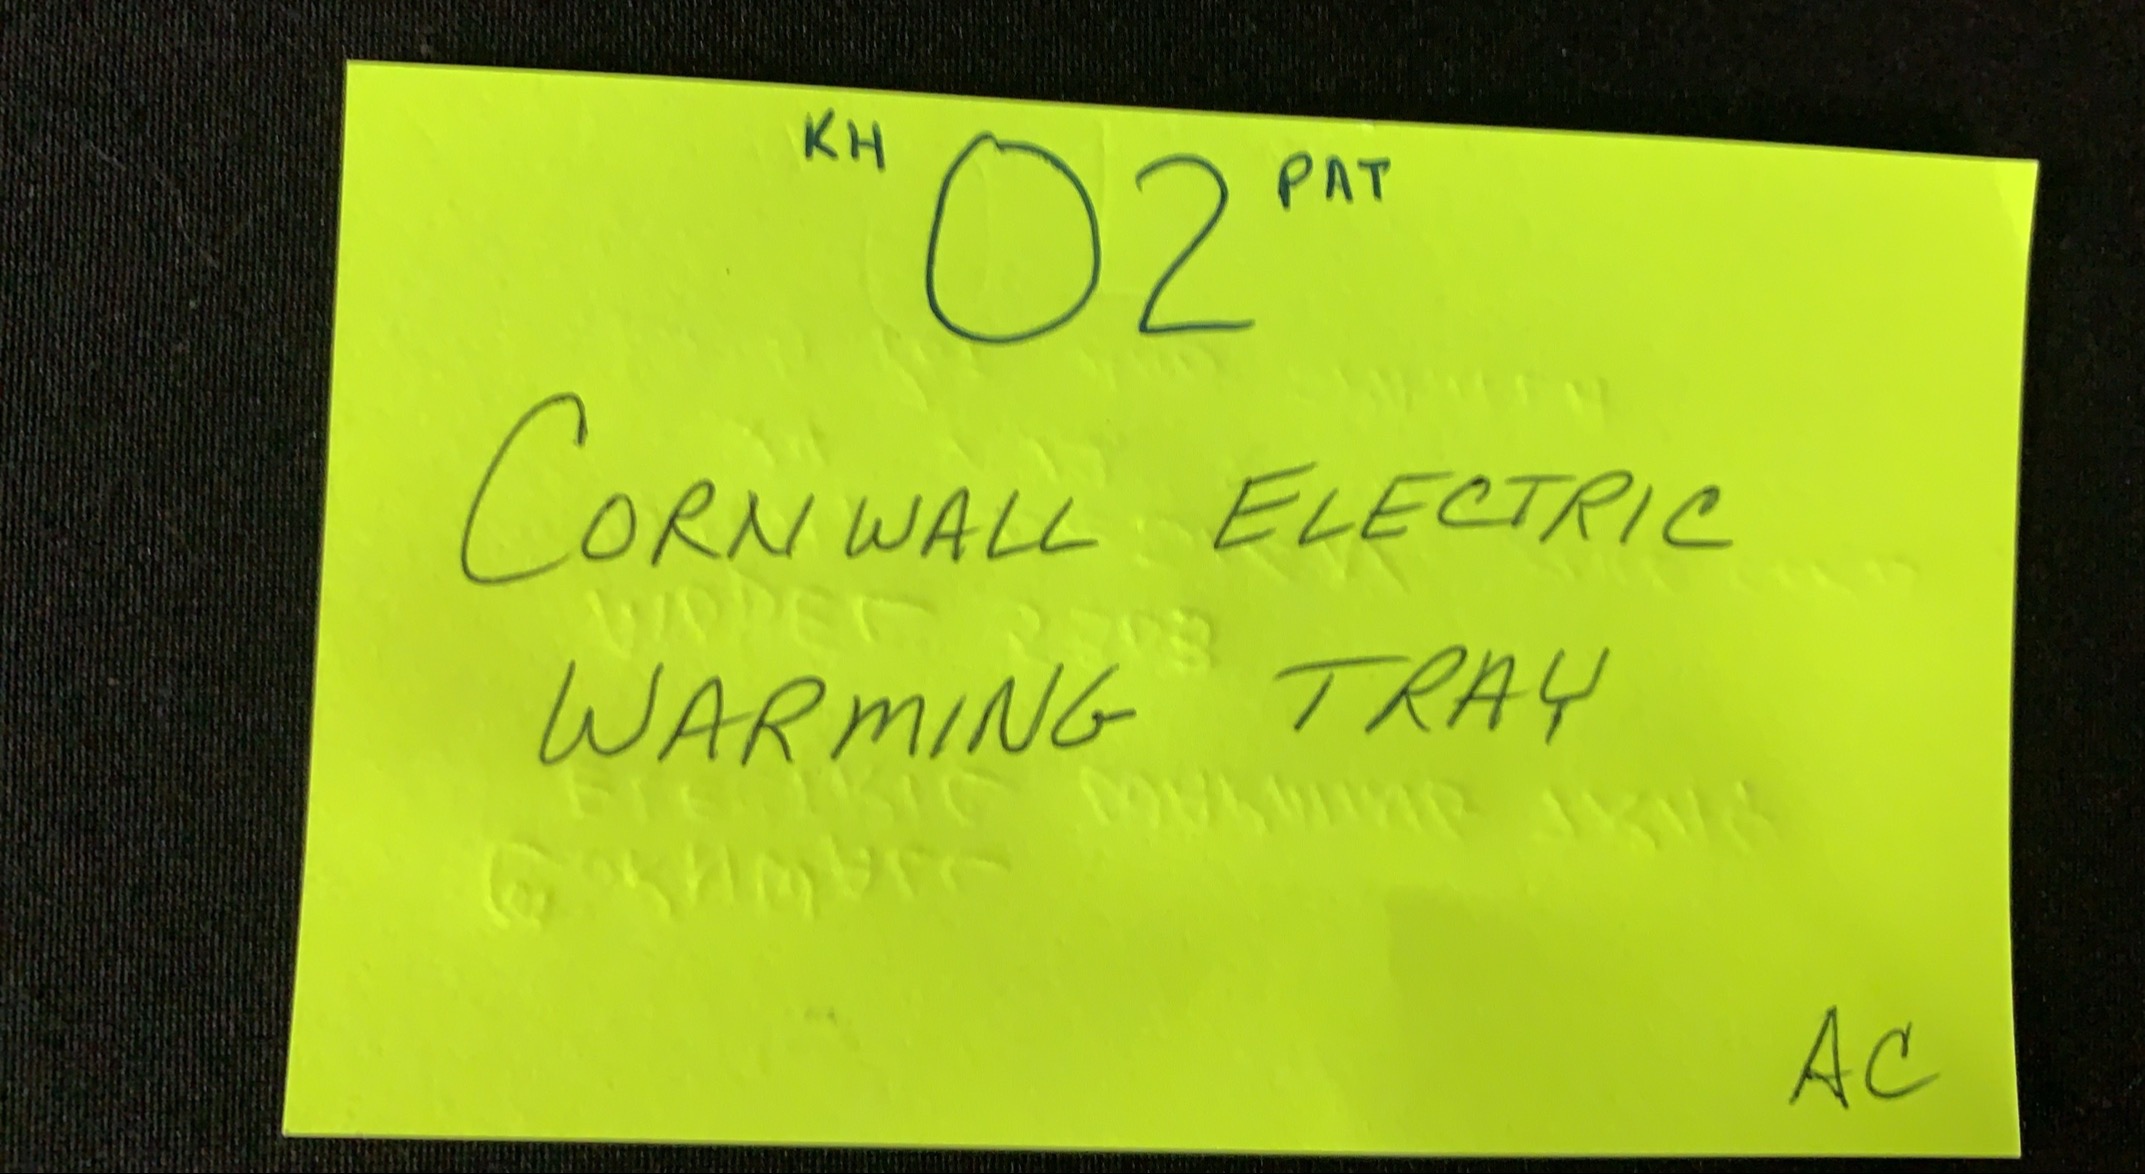 KH 02 PAT
CORNWALL ELECTRIC
WARMING TRAY
AC